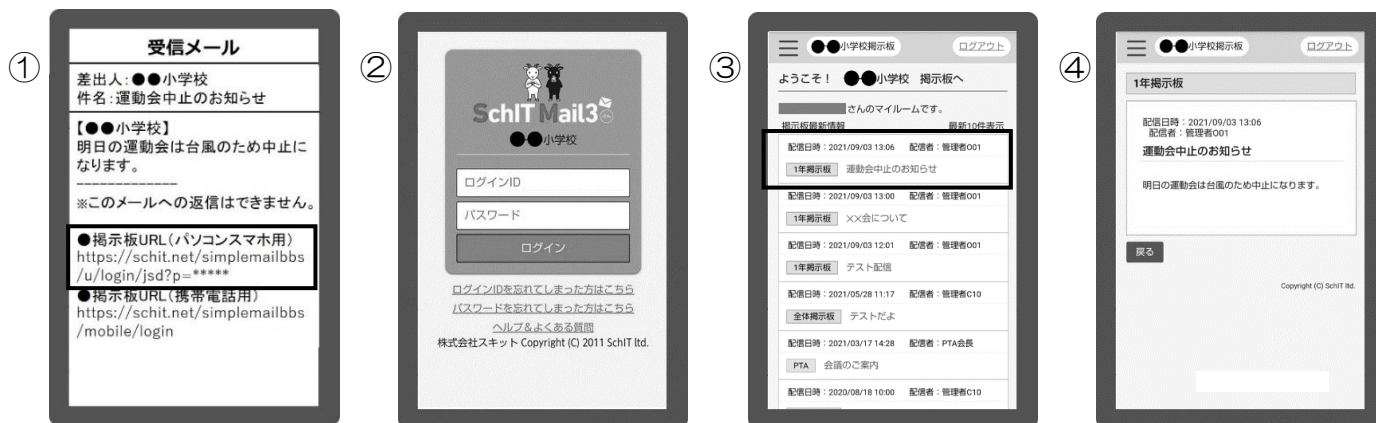 ①
受信メール
差出人:●●小学校
件名:運動会中止のお知らせ
【●●小学校】
明日の運動会は台風のため中止に
なります。
-------------
※このメールへの返信はできません。
●掲示板URL(パソコンスマホ用)
https://schit.net/simplemailbbs
/u/login/jsd?p=*****
●掲示板URL(携帯電話用)
https://schit.net/simplemailbbs
/mobile/login
②
SchIT Mail3
●●小学校
ログインID
パスワード
ログイン
ログインIDを忘れてしまった方はこちら
パスワードを忘れてしまった方はこちら
ヘルプ&よくある質問
株式会社スキット Copyright (C) 2011 SchIT ltd.
③
●●小学校掲示板 ログアウト
ようこそ! ●●小学校 掲示板へ
さんのマイルームです。
掲示板最新情報 最新10件表示
配信日時:2021/09/03 13:06 配信者:管理者001
1年掲示板 運動会中止のお知らせ
配信日時:2021/09/03 13:00 配信者:管理者001
1年掲示板 ××会について
配信日時:2021/09/03 12:01 配信者:管理者001
1年掲示板 テスト配信
配信日時:2021/05/28 11:17 配信者:管理者C10
全体掲示板 テストだよ
配信日時:2021/03/17 14:28 配信者:PTA会長
PTA 会議のご案内
配信日時:2020/08/18 10:00 配信者:管理者C10
④
●●小学校掲示板 ログアウト
1年掲示板
配信日時:2021/09/03 13:06
配信者:管理者001
運動会中止のお知らせ
明日の運動会は台風のため中止になります。
戻る
Copyright (C) SchIT ltd.